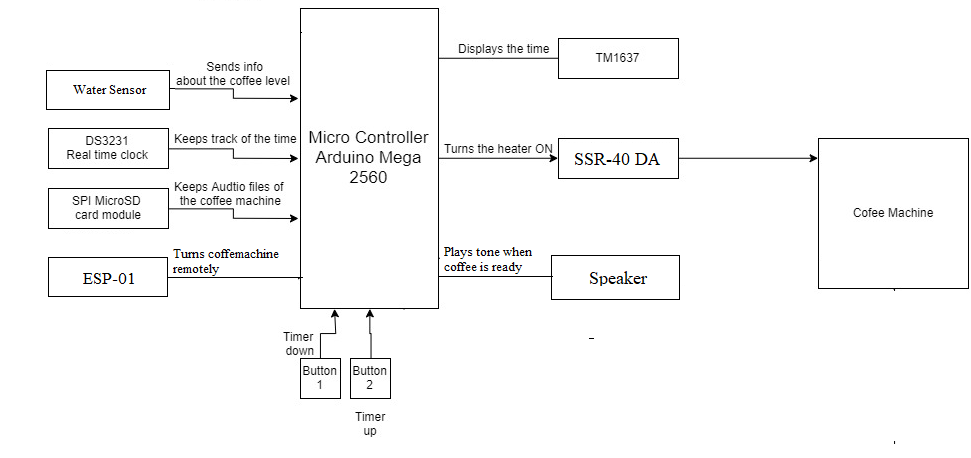 Sends info
about the coffee level
Water Sensor
DS3231
Real time clock
Keeps track of the time
SPI MicroSD
card module
Keeps Audtio files of
the coffee machine
ESP-01
Turns coffemachine
remotely
Micro Controller
Arduino Mega
2560
Displays the time
TM1637
Turns the heater ON
SSR-40 DA
Cofee Machine
Plays tone when
coffee is ready
Speaker
Timer
down
Button
1
Button
2
Timer
up